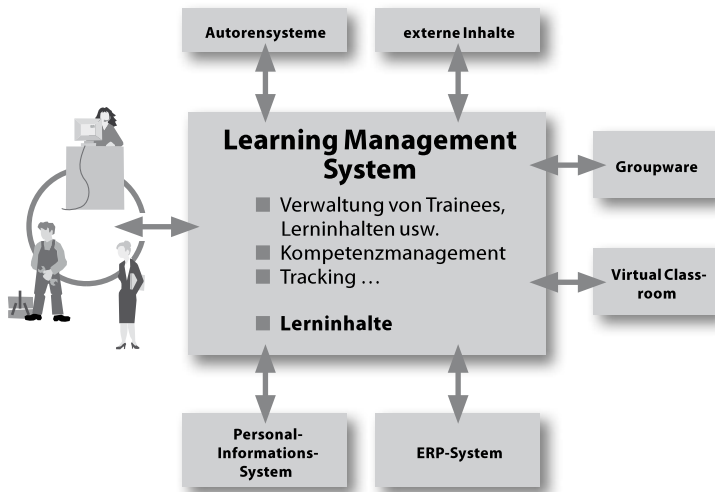 Autorensysteme
externe Inhalte
Learning Management
System
Verwaltung von Trainees,
Lerninhalten usw.
Kompetenzmanagement
Tracking …
Lerninhalte
Groupware
Virtual Class-
room
Personal-
Informations-
System
ERP-System